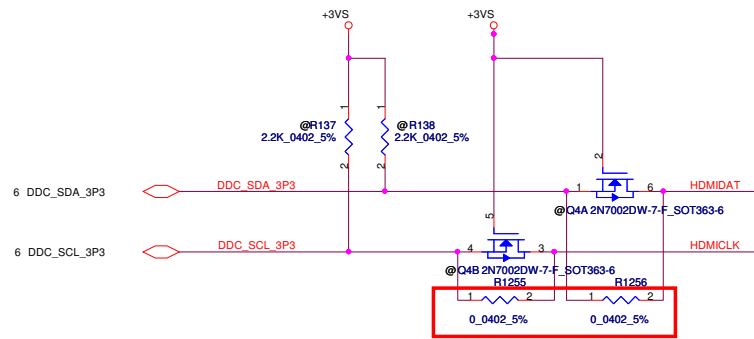 +3VS
+3VS
1
1
@R137
@R138
2.2K_0402_5%
2.2K_0402_5%
2
2
2
6 DDC_SDA_3P3
DDC_SDA_3P3
1
6
HDMIDAT
@Q4A 2N7002DW-7-F_SOT363-6
5
6 DDC_SCL_3P3
DDC_SCL_3P3
4
3
HDMICLK
@Q4B 2N7002DW-7-F_SOT363-6
R1255
R1256
1
2
1
2
0_0402_5%
0_0402_5%